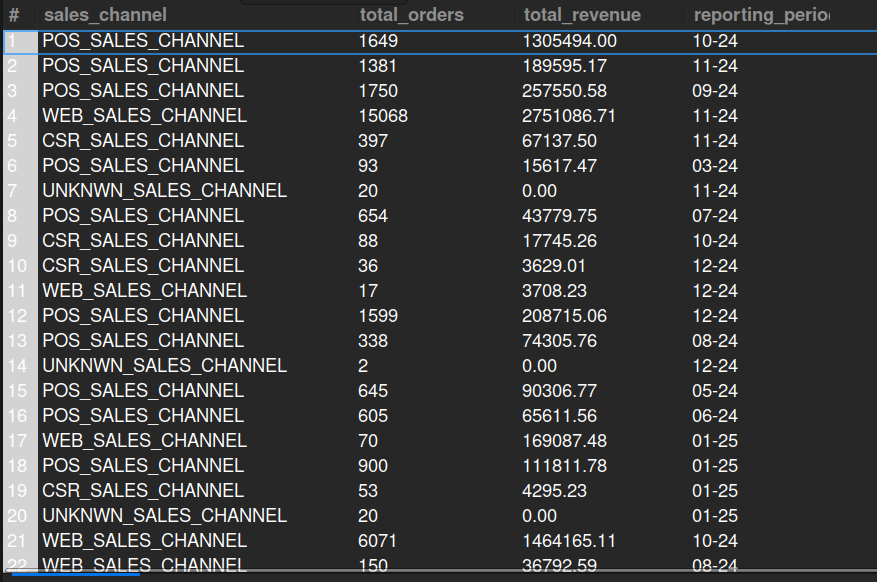 # sales_channel total_orders total_revenue reporting_perio
1 POS_SALES_CHANNEL 1649 1305494.00 10-24
2 POS_SALES_CHANNEL 1381 189595.17 11-24
3 POS_SALES_CHANNEL 1750 257550.58 09-24
4 WEB_SALES_CHANNEL 15068 2751086.71 11-24
5 CSR_SALES_CHANNEL 397 67137.50 11-24
6 POS_SALES_CHANNEL 93 15617.47 03-24
7 UNKNWN_SALES_CHANNEL 20 0.00 11-24
8 POS_SALES_CHANNEL 654 43779.75 07-24
9 CSR_SALES_CHANNEL 88 17745.26 10-24
10 CSR_SALES_CHANNEL 36 3629.01 12-24
11 WEB_SALES_CHANNEL 17 3708.23 12-24
12 POS_SALES_CHANNEL 1599 208715.06 12-24
13 POS_SALES_CHANNEL 338 74305.76 08-24
14 UNKNWN_SALES_CHANNEL 2 0.00 12-24
15 POS_SALES_CHANNEL 645 90306.77 05-24
16 POS_SALES_CHANNEL 605 65611.56 06-24
17 WEB_SALES_CHANNEL 70 169087.48 01-25
18 POS_SALES_CHANNEL 900 111811.78 01-25
19 CSR_SALES_CHANNEL 53 4295.23 01-25
20 UNKNWN_SALES_CHANNEL 20 0.00 01-25
21 WEB_SALES_CHANNEL 6071 1464165.11 10-24
22 WEB_SALES_CHANNEL 150 36792.59 08-24